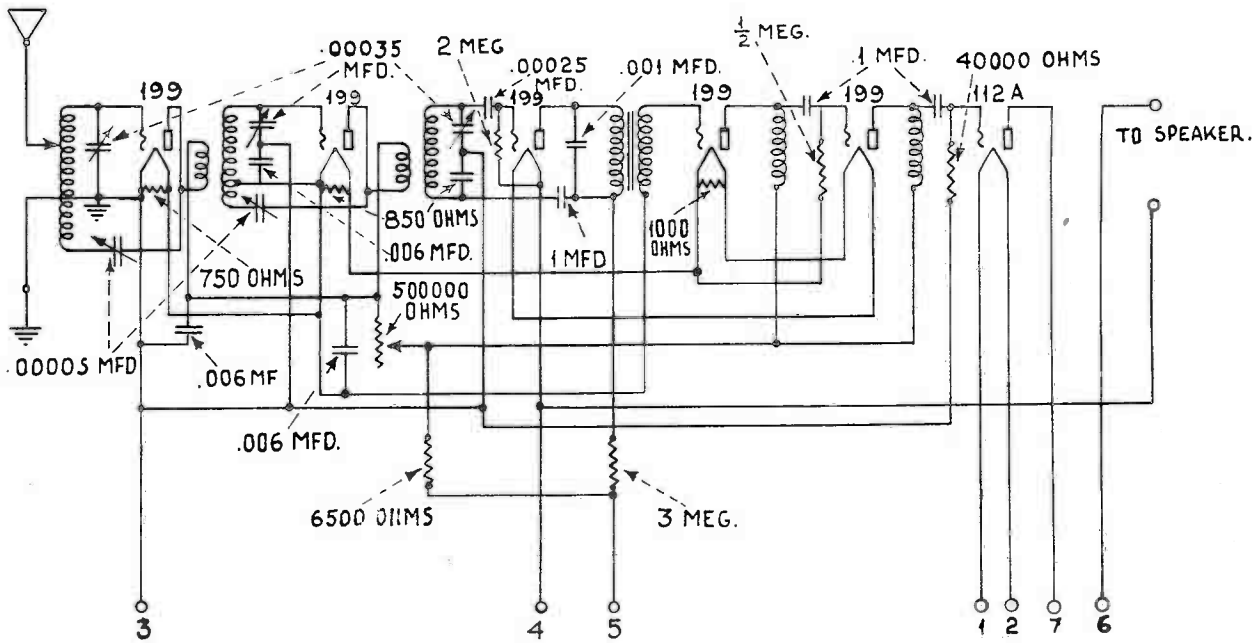 .00035
MFD.
2 MEG
.00025
MFD.
.001 MFD.
1/2 MEG.
.1 MFD.
40000 OHMS
199
199
199
199
199
112 A
TO SPEAKER.
850 OHMS
.006 MFD.
1 MFD
1000
OHMS
750 OHMS
500000
OHMS
.00005 MFD
.006 MF
.006 MFD.
6500 OHMS
3 MEG.
3
4
5
1
2
7
6